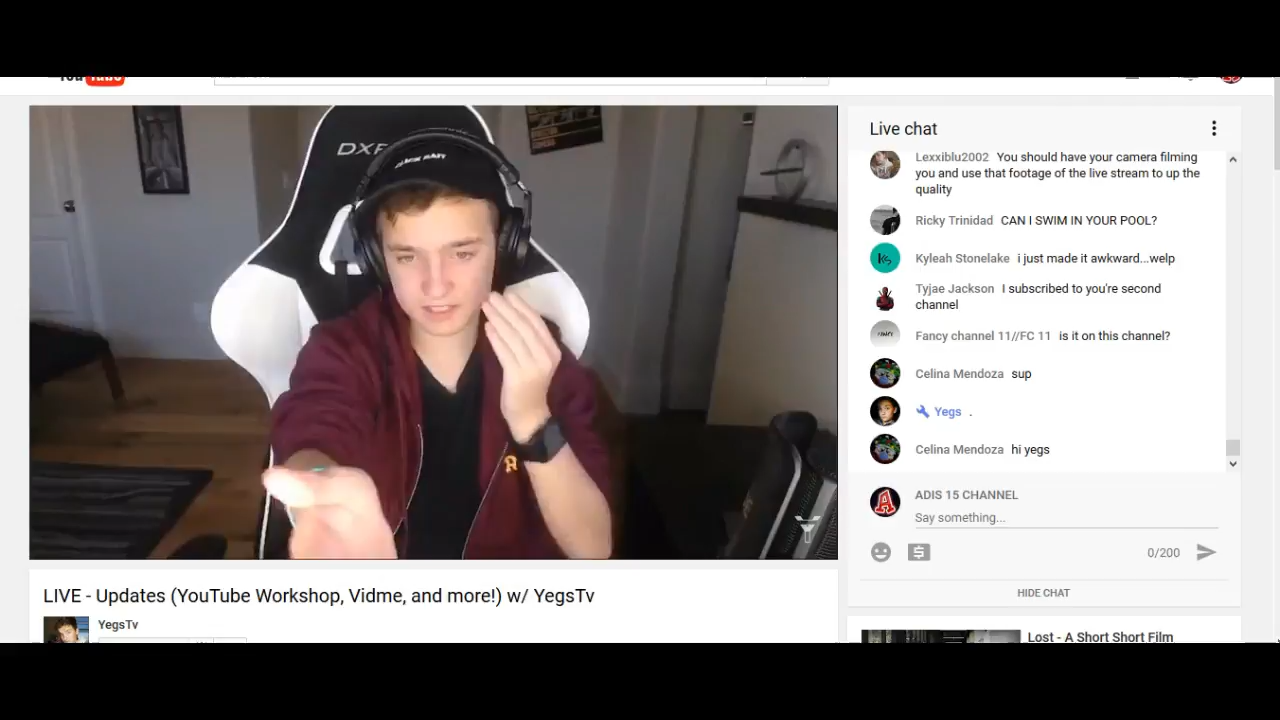 YouTube
DXR
Live chat
Lexxiblu2002 You should have your camera filming
you and use that footage of the live stream to up the
quality
Ricky Trinidad CAN I SWIM IN YOUR POOL?
KS
Kyleah Stonelake i just made it awkward...welp
Tyjae Jackson I subscribed to you're second
channel
Fancy channel 11//FC 11 is it on this channel?
Celina Mendoza sup
Yegs .
Celina Mendoza hi yegs
A
ADIS 15 CHANNEL
Say something...
0/200
HIDE CHAT
LIVE - Updates (YouTube Workshop, Vidme, and more!) w/ YegsTv
YegsTv
Lost - A Short Short Film